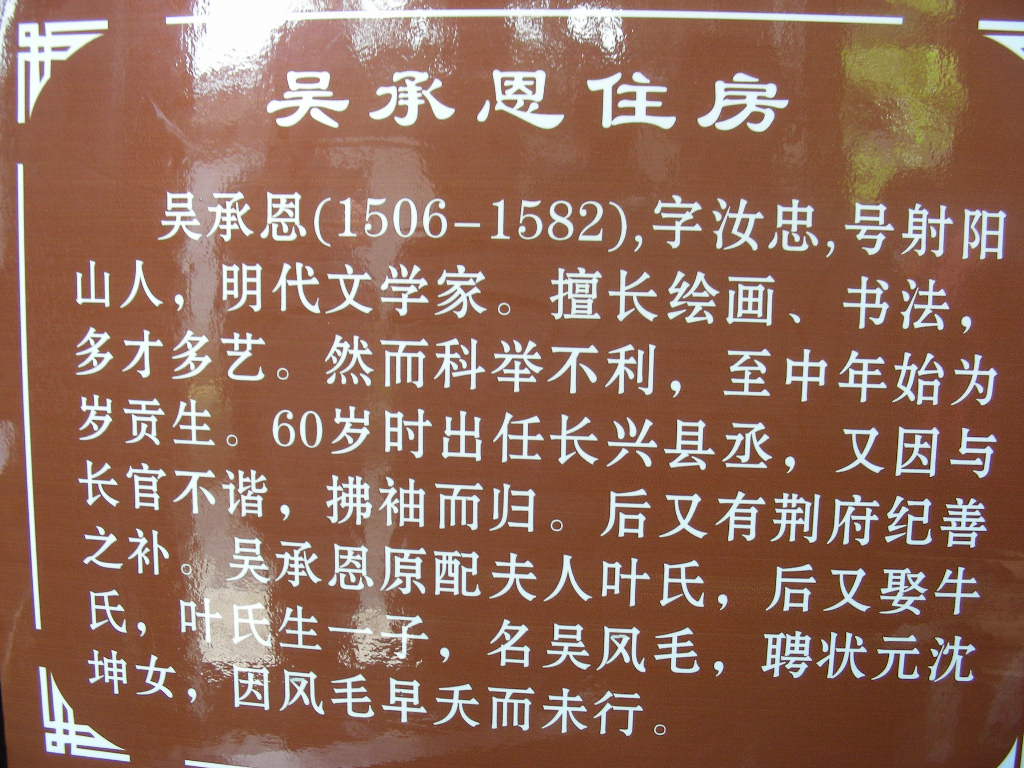 吴承恩住房
吴承恩(1506-1582),字汝忠,号射阳
山人，明代文学家。擅长绘画、书法，
多才多艺。然而科举不利，至中年始为
岁贡生。60岁时出任长兴县丞，又因与
长官不谐，拂袖而归。后又有荆府纪善
之补。吴承恩原配夫人叶氏，后又娶牛
氏，叶氏生一子，名吴凤毛，聘状元沈
坤女，因凤毛早夭而未行。